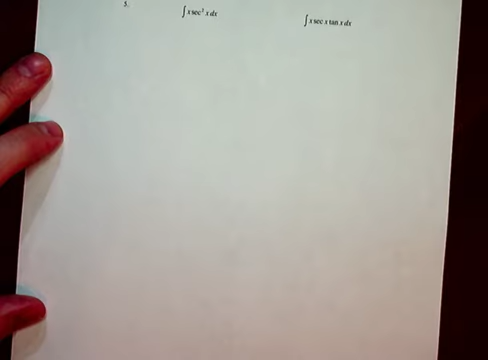 5. ∫ x sec² x dx ∫ x sec x tan x dx